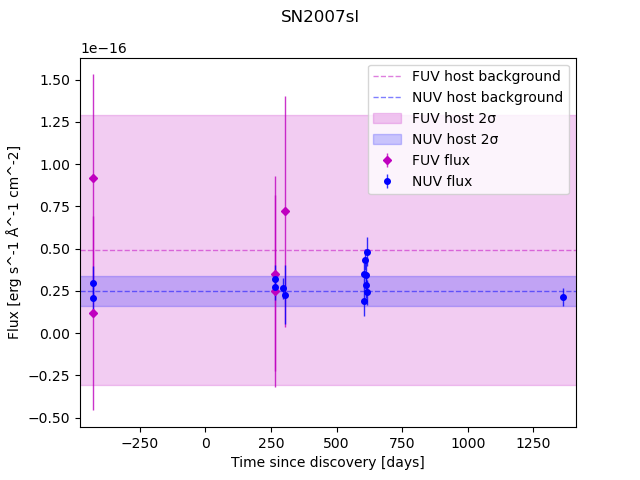 SN2007sl
1e−16
FUV host background
NUV host background
FUV host 2σ
NUV host 2σ
FUV flux
NUV flux
1.50
1.25
1.00
0.75
0.50
0.25
0.00
−0.25
−0.50
Flux [erg s^-1 Å^-1 cm^-2]
−250 0 250 500 750 1000 1250
Time since discovery [days]